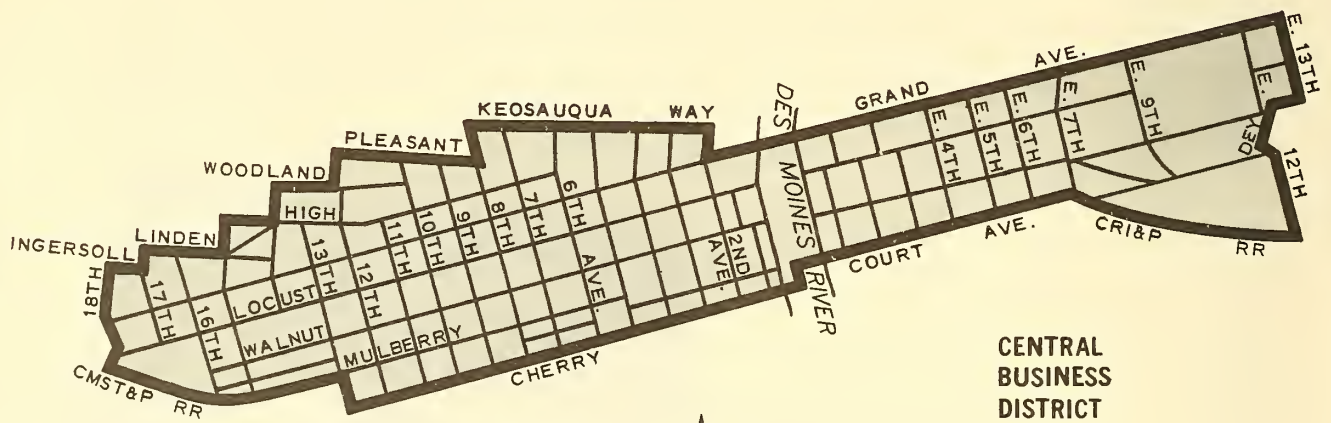 KEOSAUQUA WAY
PLEASANT
WOODLAND
HIGH
LINDEN
INGERSOLL
18TH
17TH
16TH
LOCUST
13TH
12TH
11TH
10TH
9TH
8TH
7TH
6TH
AVE.
WALNUT
MULBERRY
CHERRY
CMST&P RR
2ND
AVE.
DES
MOINES
RIVER
GRAND AVE.
E. 4TH
E. 5TH
E. 6TH
E. 7TH
E. 9TH
E. 13TH
E.
DEY
12TH
COURT AVE.
CRI&P RR
CENTRAL
BUSINESS
DISTRICT